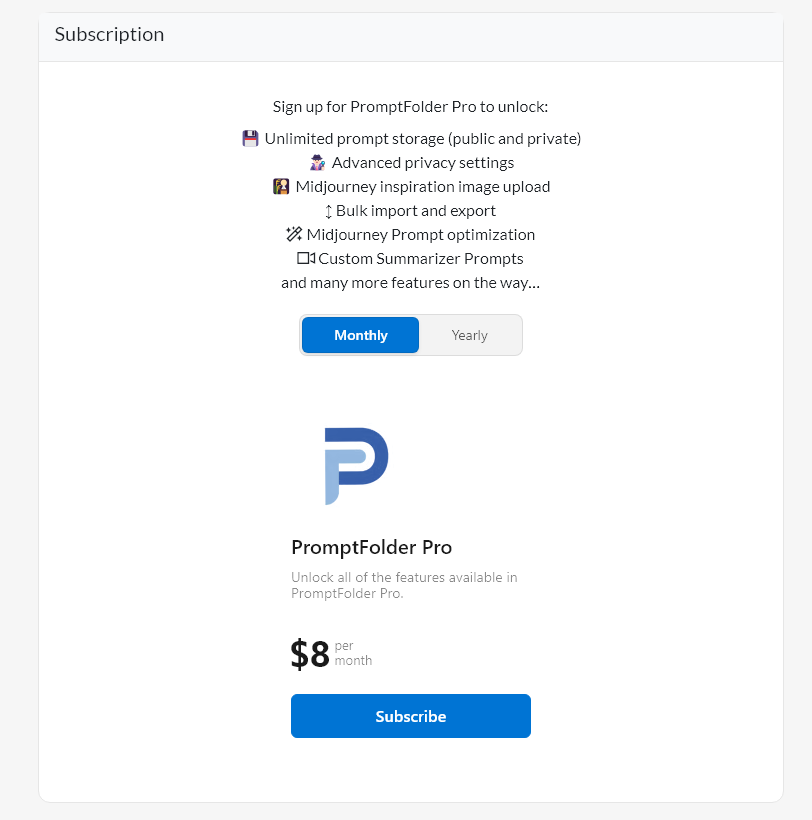 Subscription
Sign up for PromptFolder Pro to unlock:
💾 Unlimited prompt storage (public and private)
🕵️ Advanced privacy settings
🎴 Midjourney inspiration image upload
↕ Bulk import and export
Midjourney Prompt optimization
Custom Summarizer Prompts
and many more features on the way...
Monthly
Yearly
PromptFolder Pro
Unlock all of the features available in
PromptFolder Pro.
$8 per
month
Subscribe